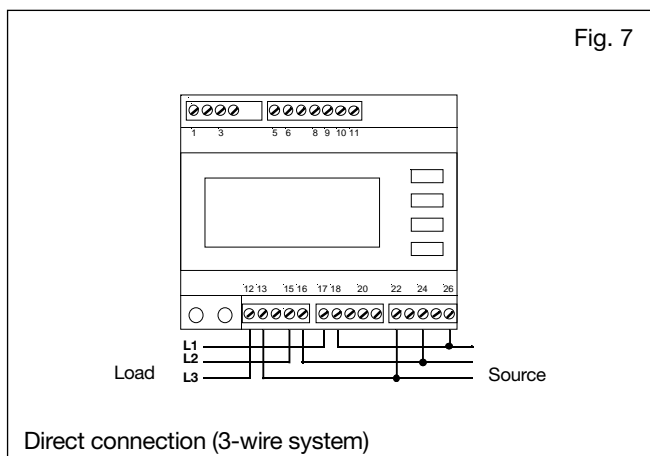 Fig. 7
1 3 5 6 8 9 10 11
12 13 15 16 17 18 20 22 24 26
L1
L2
Load L3 Source
Direct connection (3-wire system)